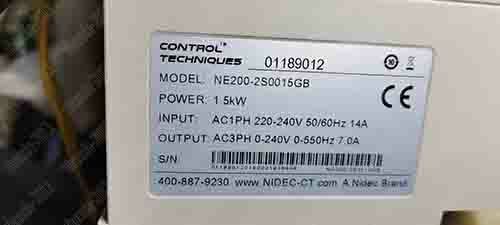 CONTROL™
TECHNIQUES
01189012
MODEL: NE200-2S0015GB
POWER: 1.5kW
INPUT: AC1PH 220-240V 50/60Hz 14A
OUTPUT: AC3PH 0-240V 0-550Hz 7.0A
S/N:
400-887-9230 www.NIDEC-CT.com A Nidec Brand